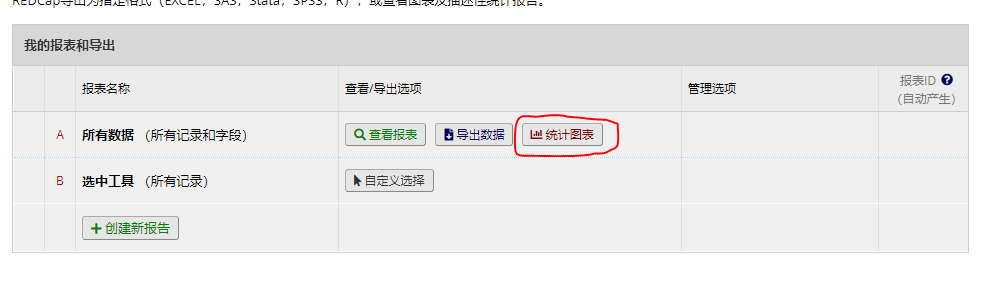 REDCap导出为指定格式（EXCEL，SAS，Stata，SPSS，R），或查看图表及描述性统计报告。
我的报表和导出
报表名称 查看/导出选项 管理选项 报表ID ?
(自动产生)
A 所有数据 （所有记录和字段） 查看报表 导出数据 统计图表
B 选中工具 （所有记录） 自定义选择
+ 创建新报告